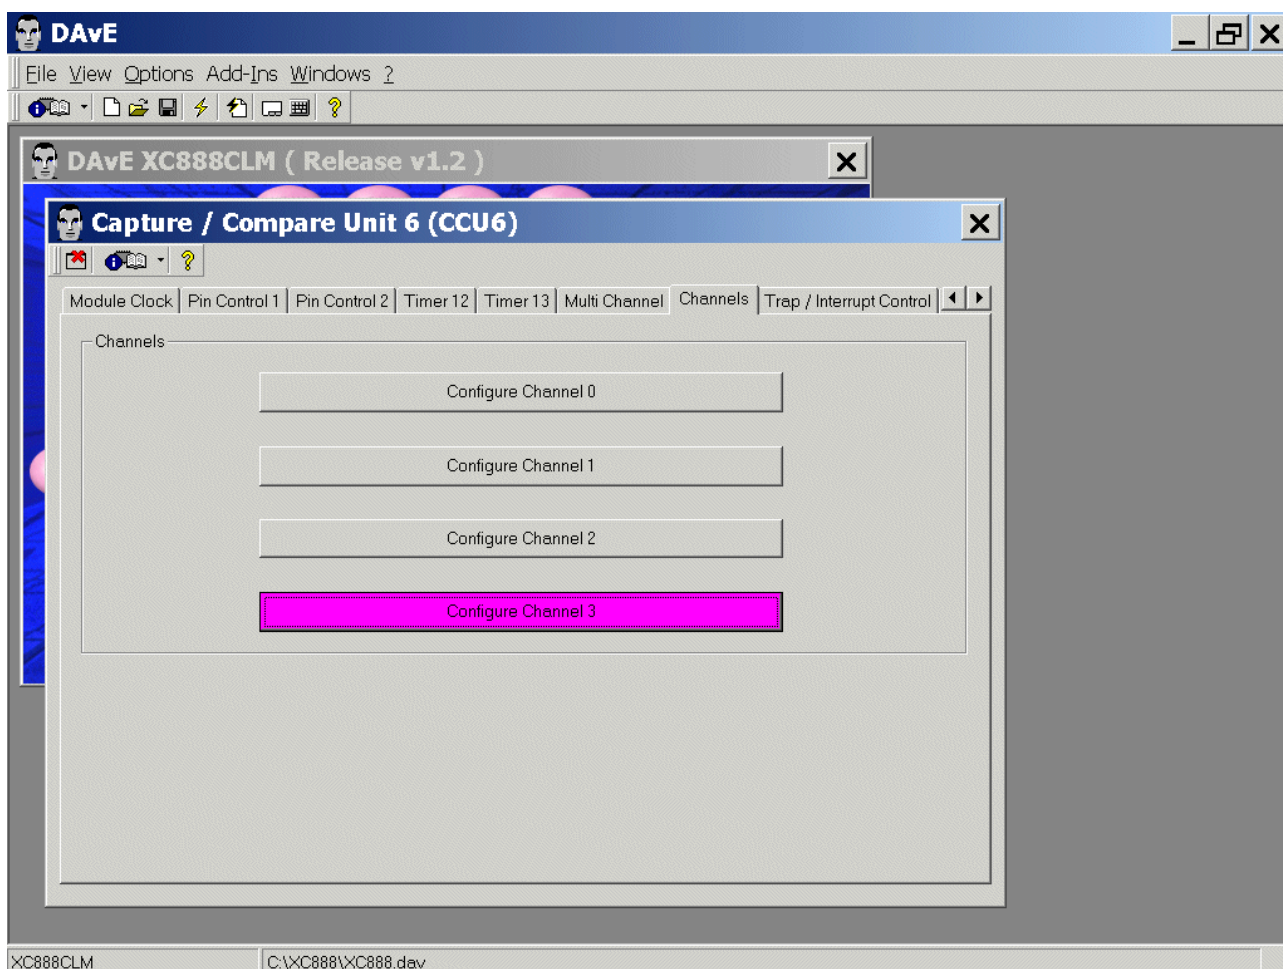 DAvE
File View Options Add-Ins Windows ?
DAvE XC888CLM ( Release v1.2 )
Capture / Compare Unit 6 (CCU6)
Module Clock Pin Control 1 Pin Control 2 Timer 12 Timer 13 Multi Channel Channels Trap / Interrupt Control
Channels
Configure Channel 0
Configure Channel 1
Configure Channel 2
Configure Channel 3
XC888CLM C:\XC888\XC888.dav